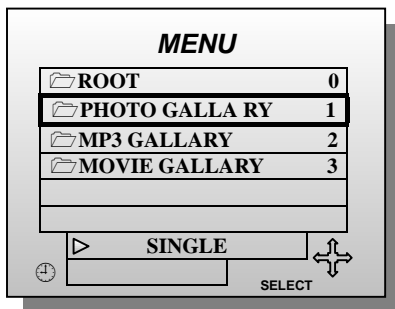 MENU
ROOT 0
PHOTO GALLA RY 1
MP3 GALLARY 2
MOVIE GALLARY 3
SINGLE
SELECT